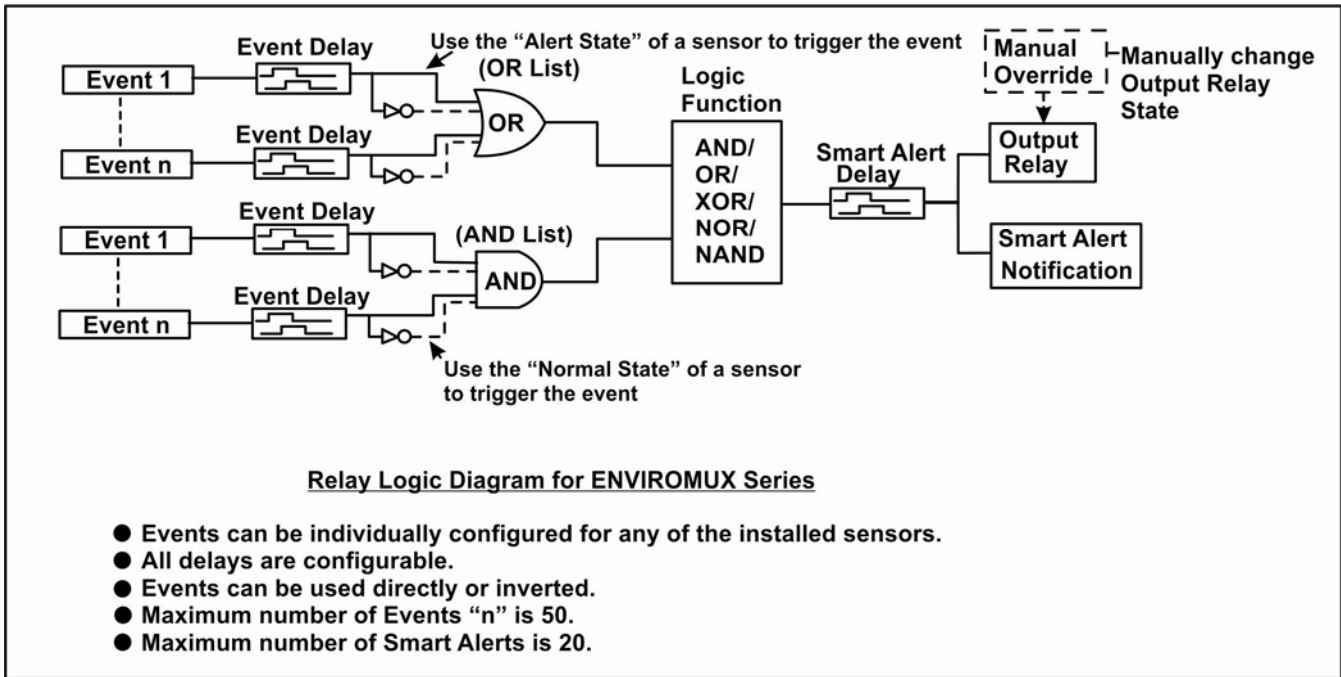 Event Delay
Use the “Alert State” of a sensor to trigger the event
(OR List)
Event 1
OR
Event Delay
Event n
Event Delay
(AND List)
Event 1
AND
Event Delay
Event n
Use the “Normal State” of a sensor
to trigger the event
Logic
Function
AND/
OR/
XOR/
NOR/
NAND
Smart Alert
Delay
Manual
Override
Manually change
Output Relay
State
Output
Relay
Smart Alert
Notification
Relay Logic Diagram for ENVIROMUX Series
● Events can be individually configured for any of the installed sensors.
● All delays are configurable.
● Events can be used directly or inverted.
● Maximum number of Events “n” is 50.
● Maximum number of Smart Alerts is 20.